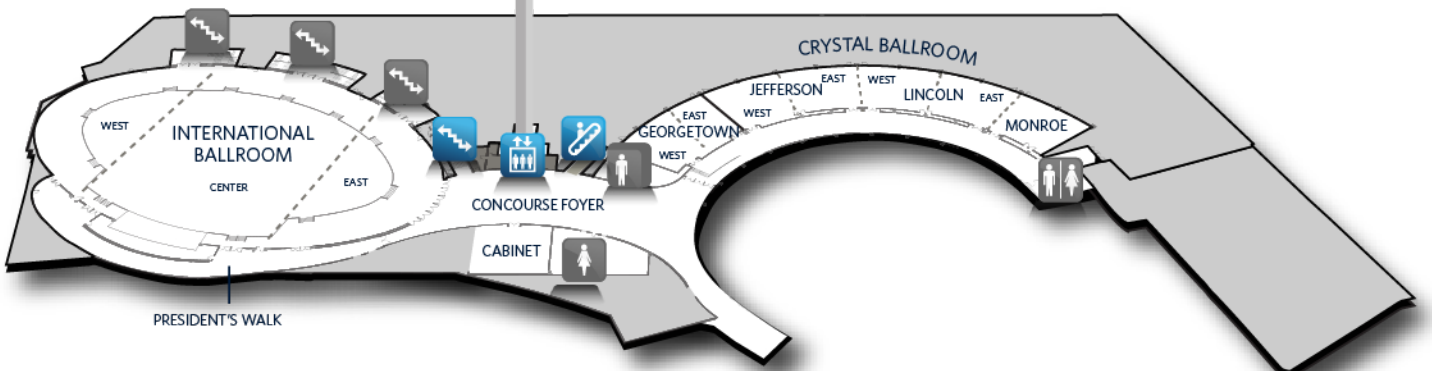 CRYSTAL BALLROOM
WEST
INTERNATIONAL
BALLROOM
CENTER
EAST
GEORGETOWN
EAST
WEST
JEFFERSON
WEST
EAST
WEST
LINCOLN
EAST
MONROE
CONCOURSE FOYER
CABINET
PRESIDENT'S WALK